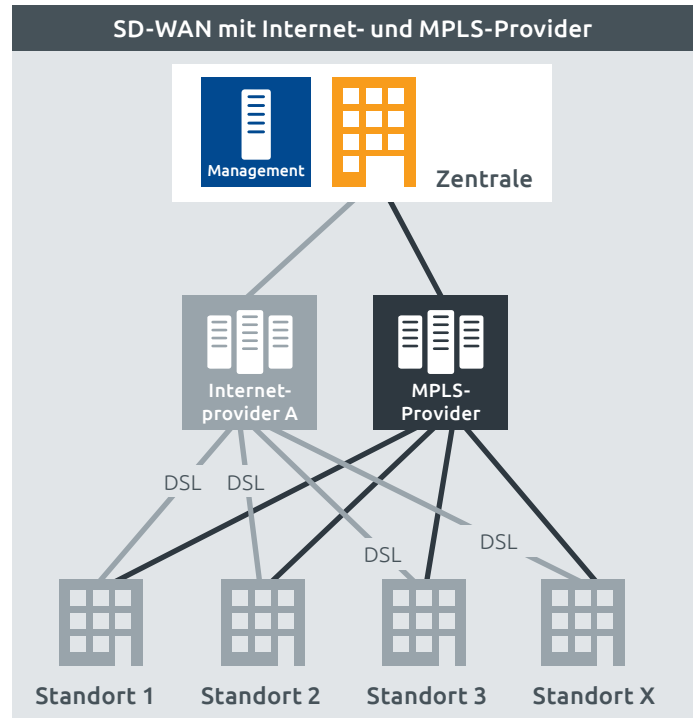 SD-WAN mit Internet- und MPLS-Provider
Management
Zentrale
Internet-
provider A
MPLS-
Provider
DSL
DSL
DSL
DSL
Standort 1
Standort 2
Standort 3
Standort X